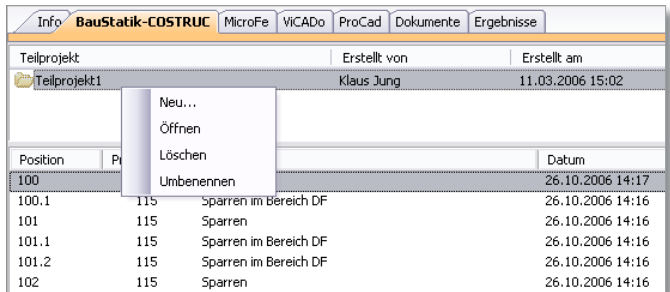 Info BauStatik-COSTRUC MicroFe ViCADo ProCad Dokumente Ergebnisse
Teilprojekt Erstellt von Erstellt am
Teilprojekt1 Klaus Jung 11.03.2006 15:02
Neu...
Öffnen
Löschen
Umbenennen
Position Datum
100 26.10.2006 14:17
100.1 115 Sparren im Bereich DF 26.10.2006 14:16
101 115 Sparren 26.10.2006 14:16
101.1 115 Sparren im Bereich DF 26.10.2006 14:16
101.2 115 Sparren im Bereich DF 26.10.2006 14:16
102 115 Sparren 26.10.2006 14:16